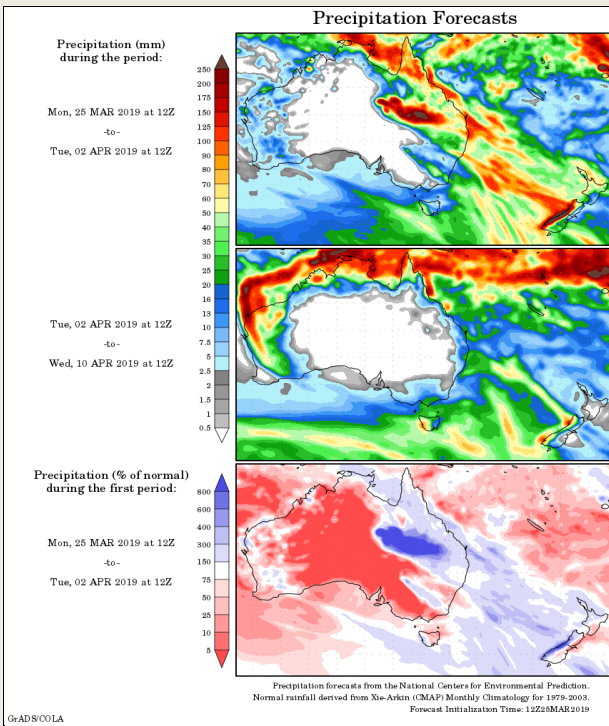 Precipitation Forecasts
Precipitation (mm)
during the period:
Mon, 25 MAR 2019 at 12Z
-to-
Tue, 02 APR 2019 at 12Z
250
200
175
150
125
100
90
80
70
60
50
40
35
30
25
20
16
13
10
7.5
5
2.5
2
1.5
1
0.5
Tue, 02 APR 2019 at 12Z
-to-
Wed, 10 APR 2019 at 12Z
Precipitation (% of normal)
during the first period:
Mon, 25 MAR 2019 at 12Z
-to-
Tue, 02 APR 2019 at 12Z
800
600
400
300
150
75
50
25
10
5
Precipitation forecasts from the National Centers for Environmental Prediction.
Normal rainfall derived from Xie-Arkin (CMAP) Monthly Climatology for 1979-2003.
Forecast Initialization Time: 12Z25MAR2019
GrADS/COLA